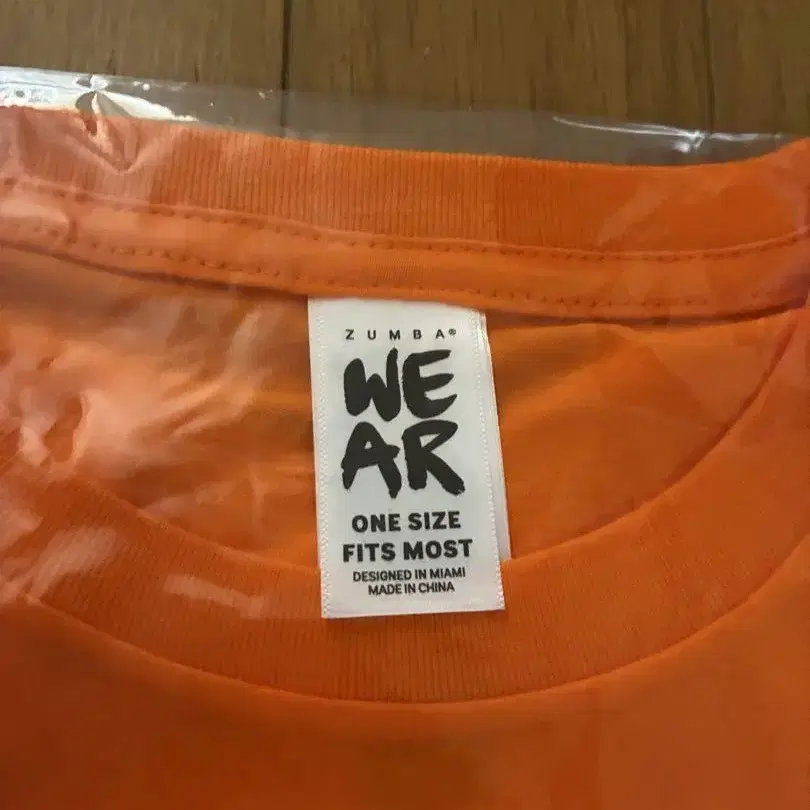 ZUMBA®
WE
AR
ONE SIZE
FITS MOST
DESIGNED IN MIAMI
MADE IN CHINA